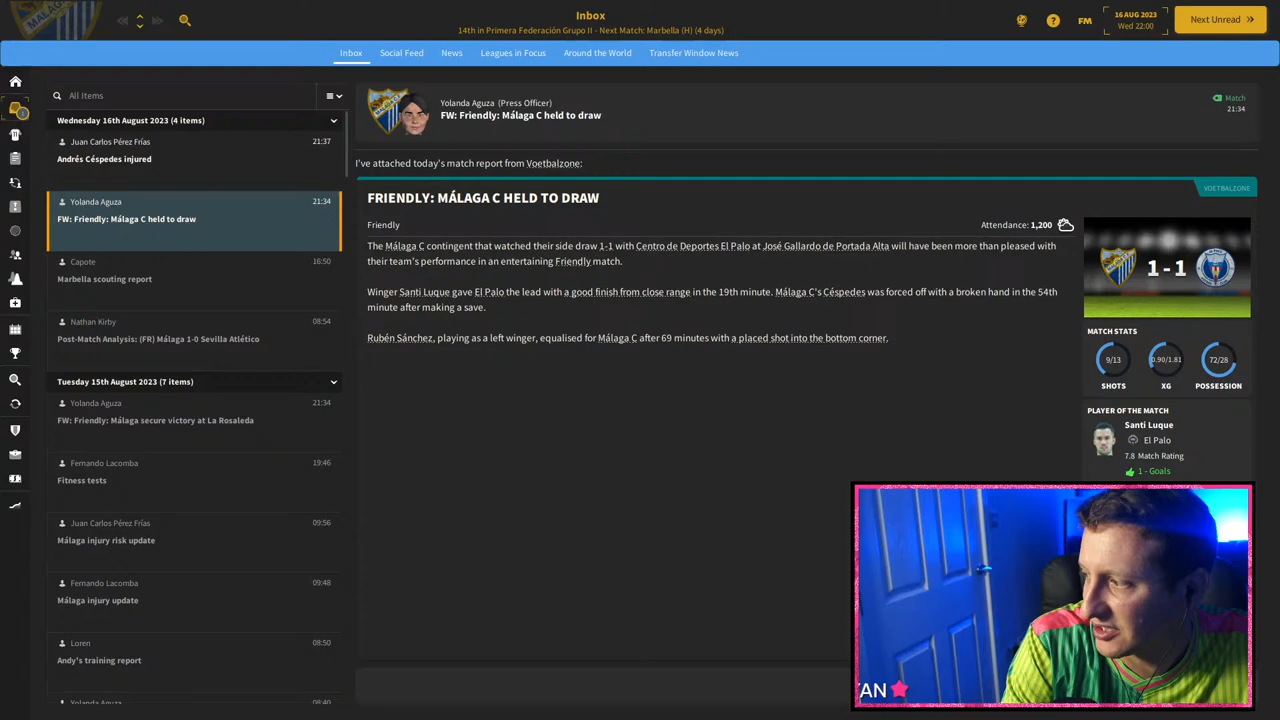 Inbox
14th in Primera Federación Grupo II - Next Match: Marbella (H) (4 days)
FM
16 AUG 2023
Wed 22:00
Next Unread
Inbox
Social Feed
News
Leagues in Focus
Around the World
Transfer Window News
All Items
Wednesday 16th August 2023 (4 items)
Juan Carlos Pérez Frías 21:37
Andrés Céspedes injured
Yolanda Aguza 21:34
FW: Friendly: Málaga C held to draw
Capote 16:50
Marbella scouting report
Nathan Kirby 08:54
Post-Match Analysis: (FR) Málaga 1-0 Sevilla Atlético
Tuesday 15th August 2023 (7 items)
Yolanda Aguza 21:34
FW: Friendly: Málaga secure victory at La Rosaleda
Fernando Lacomba 19:46
Fitness tests
Juan Carlos Pérez Frías 09:56
Málaga injury risk update
Fernando Lacomba 09:48
Málaga injury update
Loren 08:50
Andy's training report
Yolanda Aguza 08:40
Yolanda Aguza (Press Officer)
FW: Friendly: Málaga C held to draw
Match
21:34
I've attached today's match report from Voetbalzone:
VOETBALZONE
FRIENDLY: MÁLAGA C HELD TO DRAW
Friendly
Attendance: 1,200
The Málaga C contingent that watched their side draw 1-1 with Centro de Deportes El Palo at José Gallardo de Portada Alta will have been more than pleased with
their team's performance in an entertaining Friendly match.
Winger Santi Luque gave El Palo the lead with a good finish from close range in the 19th minute. Málaga C's Céspedes was forced off with a broken hand in the 54th
minute after making a save.
Rubén Sánchez, playing as a left winger, equalised for Málaga C after 69 minutes with a placed shot into the bottom corner.
1-1
MATCH STATS
9/13
0.90/1.81
72/28
SHOTS
XG
POSSESSION
PLAYER OF THE MATCH
Santi Luque
El Palo
7.8 Match Rating
1 - Goals